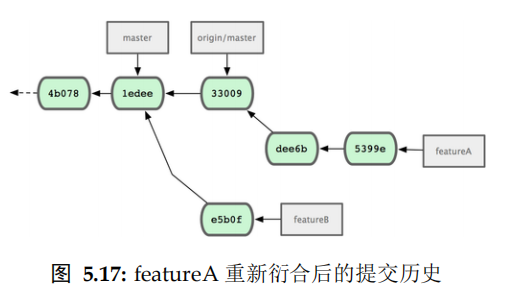 master
origin/master
4b078
1edee
33009
dee6b
5399e
featureA
e5b0f
featureB
图 5.17: featureA 重新衍合后的提交历史